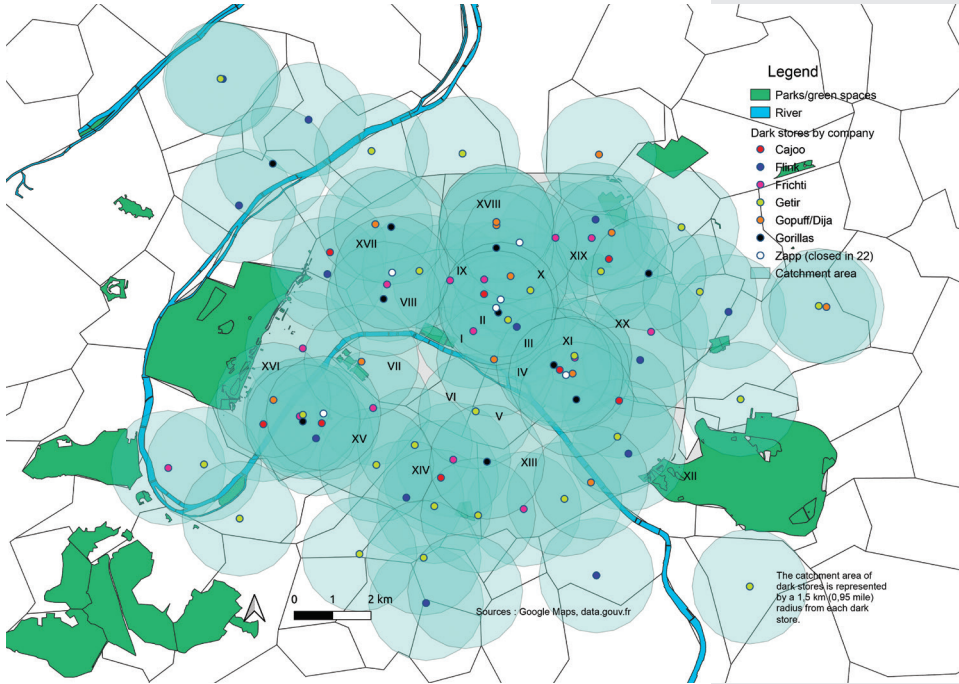 Legend
Parks/green spaces
River
Dark stores by company
Cajoo
Flink
Frichti
Getir
Gopuff/Dija
Gorillas
Zapp (closed in 22)
Catchment area
XVIII
XVII
XIX
IX
X
VIII
II
XX
I
III
XI
XVI
VII
IV
VI
V
XV
XIV
XIII
XII
The catchment area of
dark stores is represented
by a 1,5 km (0,95 mile)
radius from each dark
store.
0 1 2 km
Sources : Google Maps, data.gouv.fr